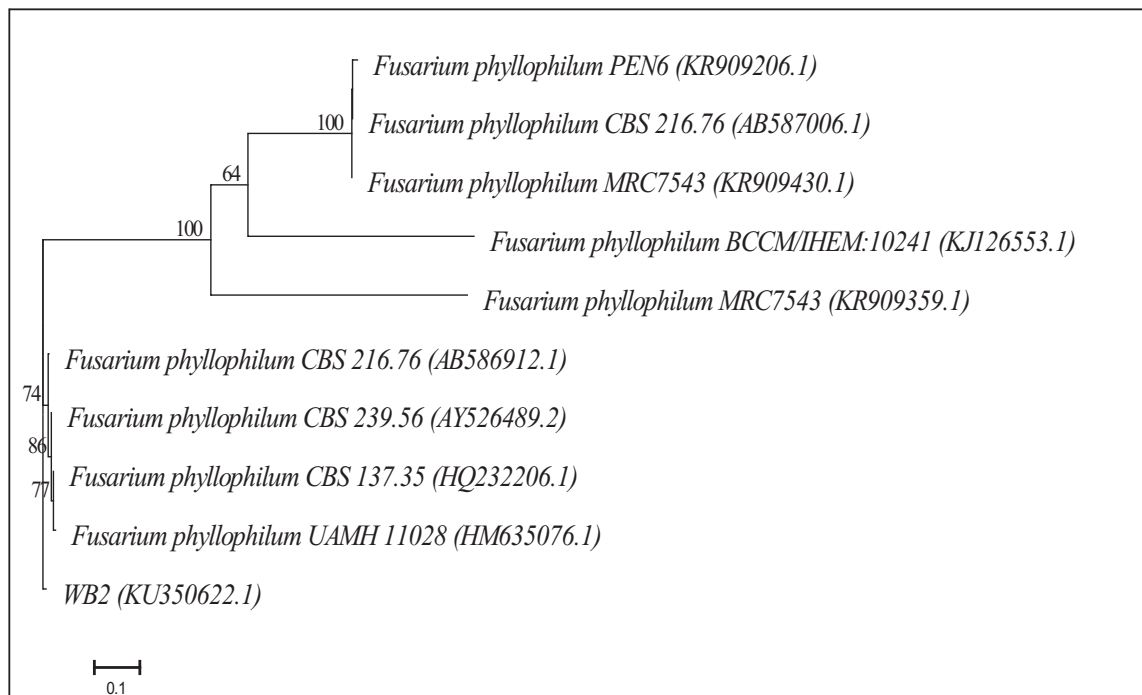 Fusarium phyllophilum PEN6 (KR909206.1)
100
Fusarium phyllophilum CBS 216.76 (AB587006.1)
64
Fusarium phyllophilum MRC7543 (KR909430.1)
100
Fusarium phyllophilum BCCM/IHEM:10241 (KJ126553.1)
Fusarium phyllophilum MRC7543 (KR909359.1)
Fusarium phyllophilum CBS 216.76 (AB586912.1)
74
Fusarium phyllophilum CBS 239.56 (AY526489.2)
86
Fusarium phyllophilum CBS 137.35 (HQ232206.1)
77
Fusarium phyllophilum UAMH 11028 (HM635076.1)
WB2 (KU350622.1)
0.1